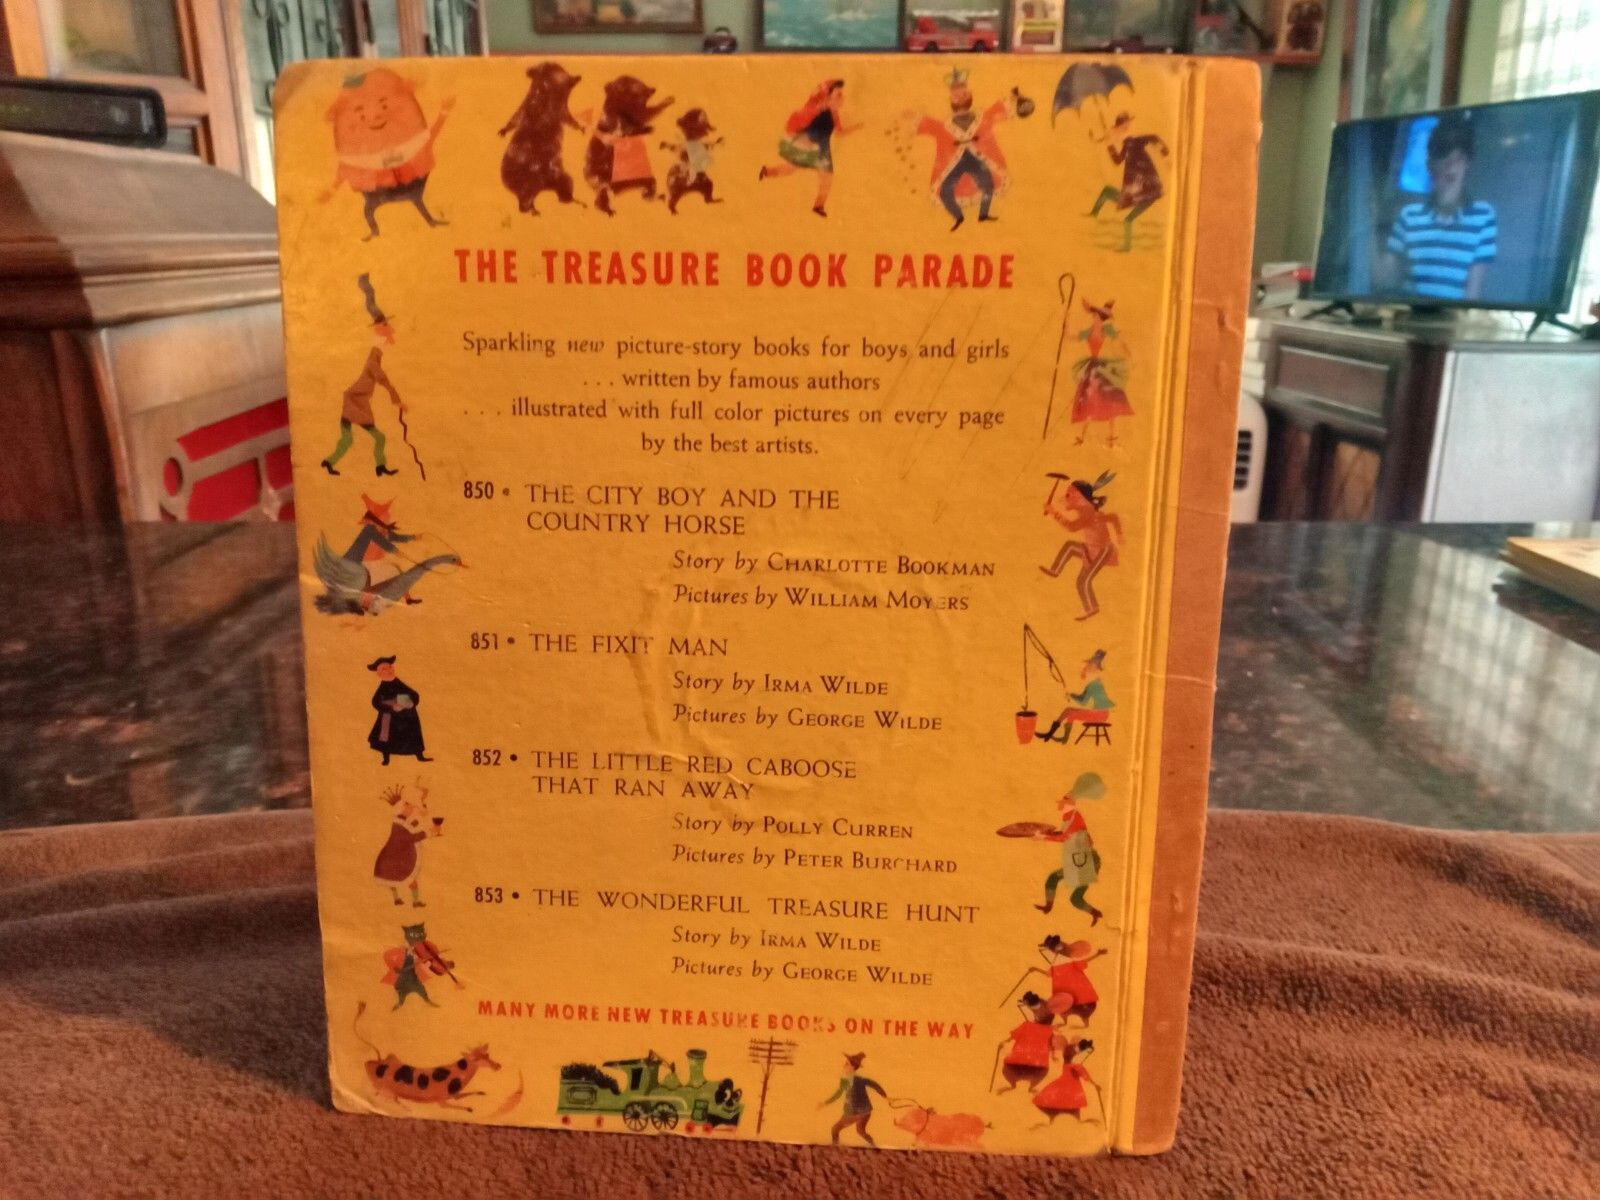 THE TREASURE BOOK PARADE
Sparkling new picture-story books for boys and girls
. . . written by famous authors
. . . illustrated with full color pictures on every page
by the best artists.
850 • THE CITY BOY AND THE
COUNTRY HORSE
Story by CHARLOTTE BOOKMAN
Pictures by WILLIAM MOYERS
851 • THE FIXIT MAN
Story by IRMA WILDE
Pictures by GEORGE WILDE
852 • THE LITTLE RED CABOOSE
THAT RAN AWAY
Story by POLLY CURREN
Pictures by PETER BURCHARD
853 • THE WONDERFUL TREASURE HUNT
Story by IRMA WILDE
Pictures by GEORGE WILDE
MANY MORE NEW TREASURE BOOKS ON THE WAY